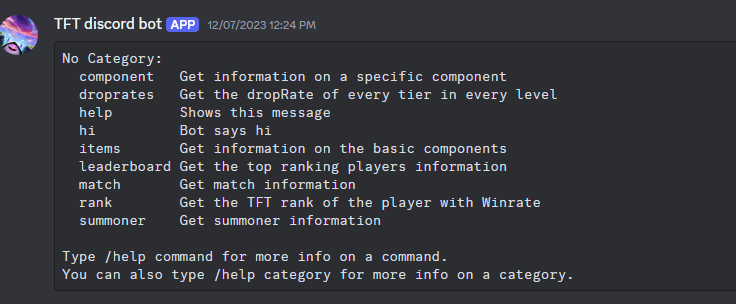 TFT discord bot APP 12/07/2023 12:24 PM
No Category:
component Get information on a specific component
droprates Get the dropRate of every tier in every level
help Shows this message
hi Bot says hi
items Get information on the basic components
leaderboard Get the top ranking players information
match Get match information
rank Get the TFT rank of the player with Winrate
summoner Get summoner information
Type /help command for more info on a command.
You can also type /help category for more info on a category.